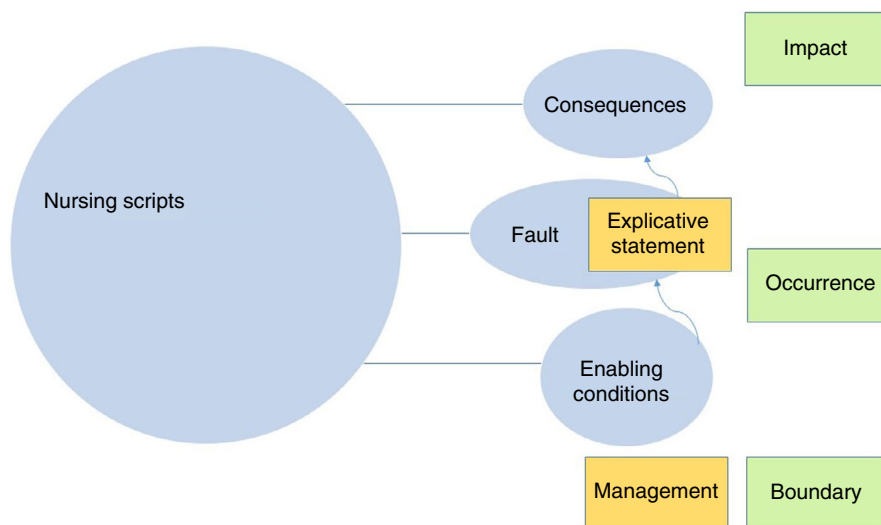 Impact
Consequences
Nursing scripts
Fault
Explicative
statement
Occurrence
Enabling
conditions
Management
Boundary